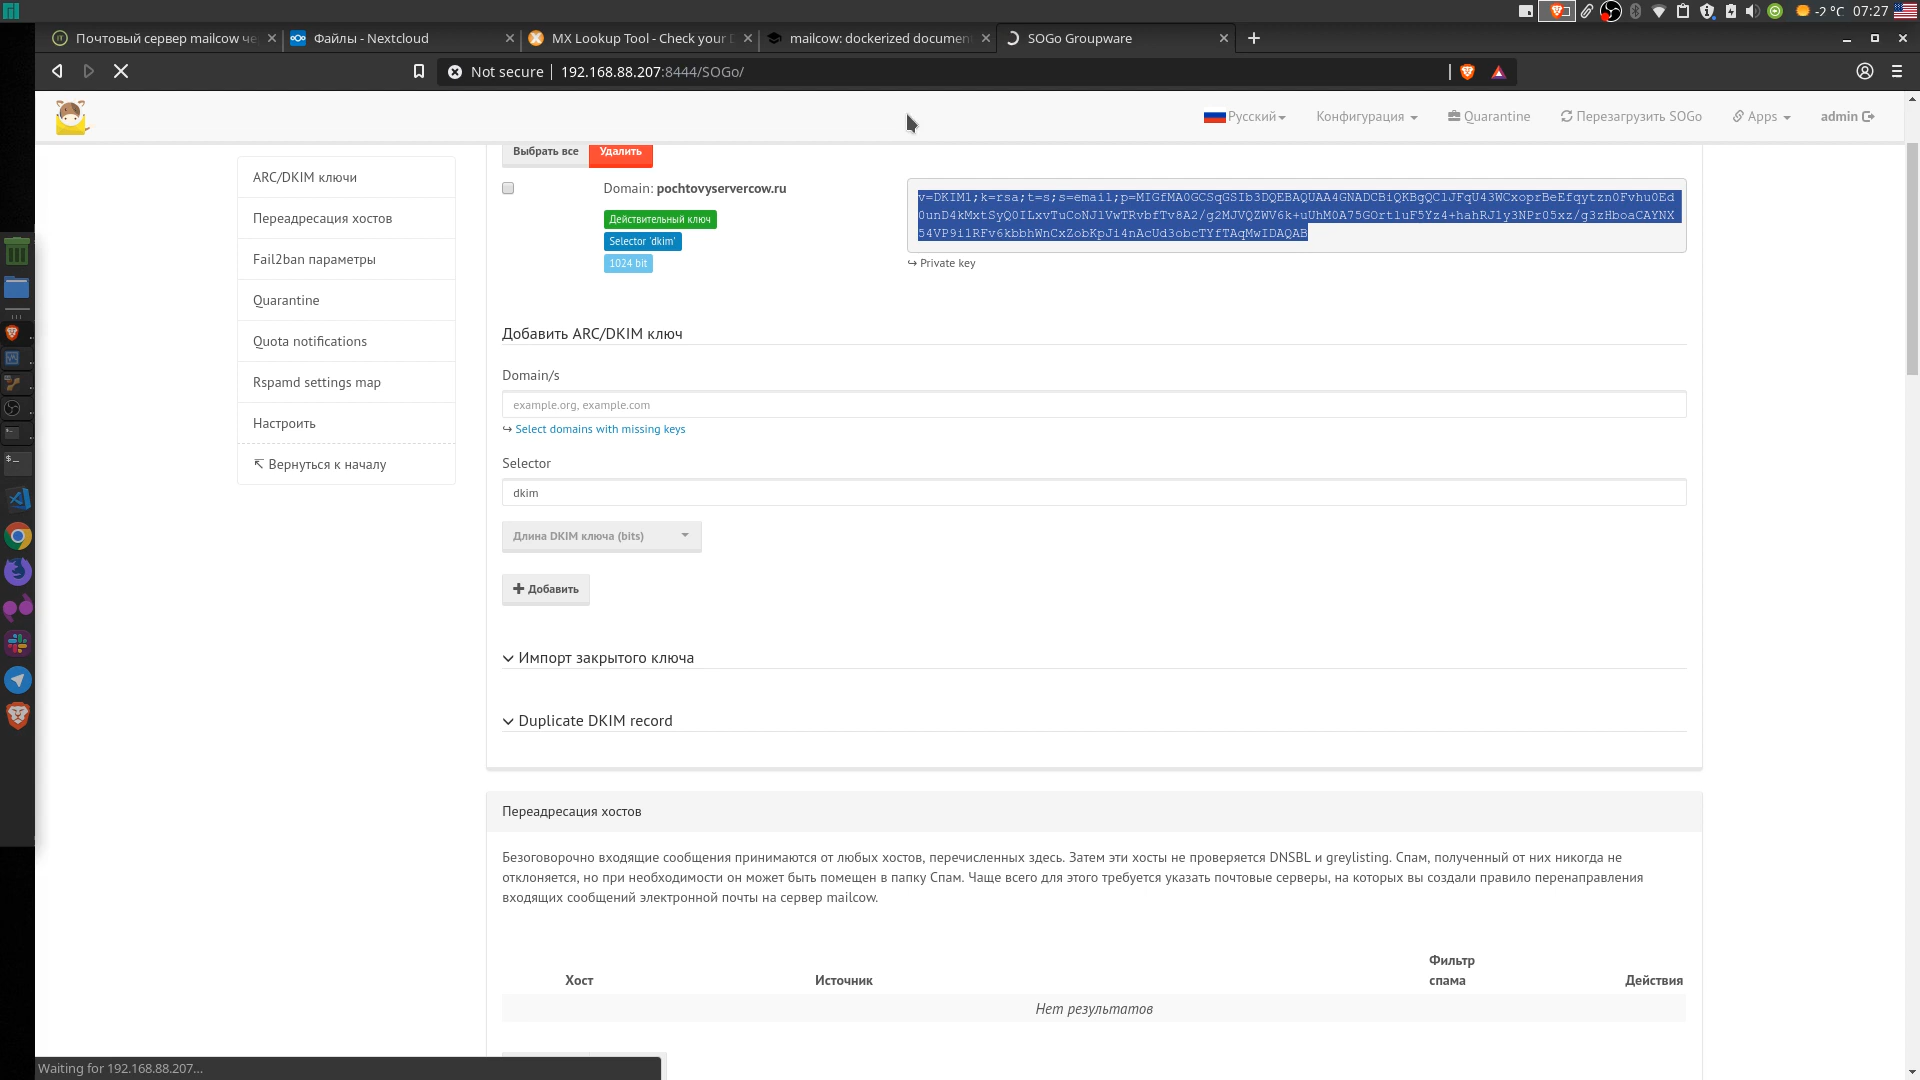 -2 °C 07:27
Почтовый сервер mailcow че
Файлы - Nextcloud
MX Lookup Tool - Check your D
mailcow: dockerized document
SOGo Groupware
Not secure 192.168.88.207:8444/SOGo/
Русский
Конфигурация
Quarantine
Перезагрузить SOGo
Apps
admin
ARC/DKIM ключи
Переадресация хостов
Fail2ban параметры
Quarantine
Quota notifications
Rspamd settings map
Настроить
Вернуться к началу
Выбрать все
Удалить
Domain: pochtovyservercow.ru
Действительный ключ
Selector 'dkim'
1024 bit
v=DKIM1;k=rsa;t=s;s=email;p=MIGfMA0GCSqGSIb3DQEBAQUAA4GNADCBiQKBgQC1JFqU43WCxoprBeEfqytzn0Fvhu0Ed
0unD4kMxtSyQ0ILxvTuCoNJlVwTRvbfTv8A2/g2MJVQZWV6k+uUhM0A75GOrtluF5Yz4+hahRJly3NPr05xz/g3zHboaCAYNX
54VP9ilRFv6kbbhWnCxZobKpJi4nAcUd3obcTYfTAqMwIDAQAB
↪ Private key
Добавить ARC/DKIM ключ
Domain/s
example.org, example.com
↪ Select domains with missing keys
Selector
dkim
Длина DKIM ключа (bits)
Добавить
Импорт закрытого ключа
Duplicate DKIM record
Переадресация хостов
Безоговорочно входящие сообщения принимаются от любых хостов, перечисленных здесь. Затем эти хосты не проверяется DNSBL и greylisting. Спам, полученный от них никогда не
отклоняется, но при необходимости он может быть помещен в папку Спам. Чаще всего для этого требуется указать почтовые серверы, на которых вы создали правило перенаправления
входящих сообщений электронной почты на сервер mailcow.
Хост
Источник
Фильтр
спама
Действия
Нет результатов
Waiting for 192.168.88.207...